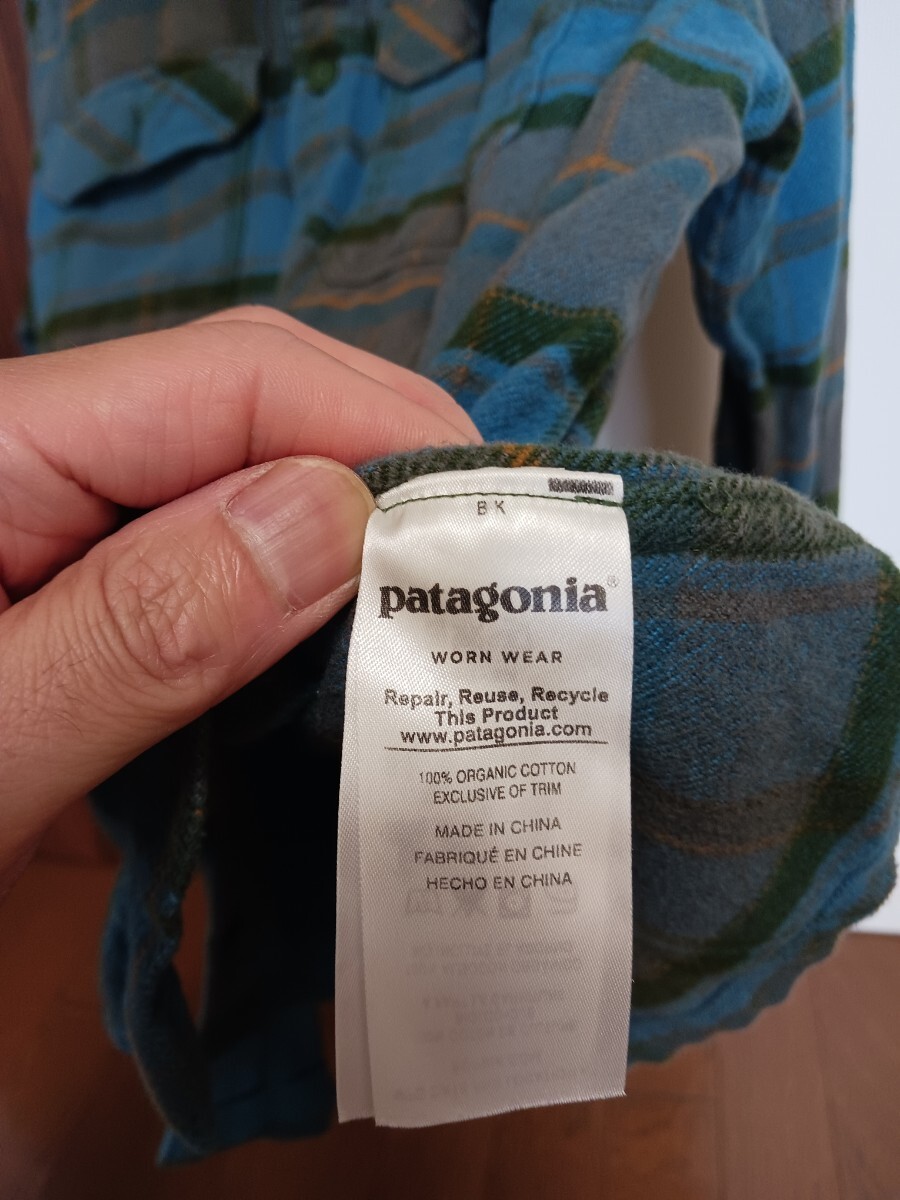 BK
patagonia®
WORN WEAR
Repair, Reuse, Recycle
This Product
www.patagonia.com
100% ORGANIC COTTON
EXCLUSIVE OF TRIM
MADE IN CHINA
FABRIQUÉ EN CHINE
HECHO EN CHINA